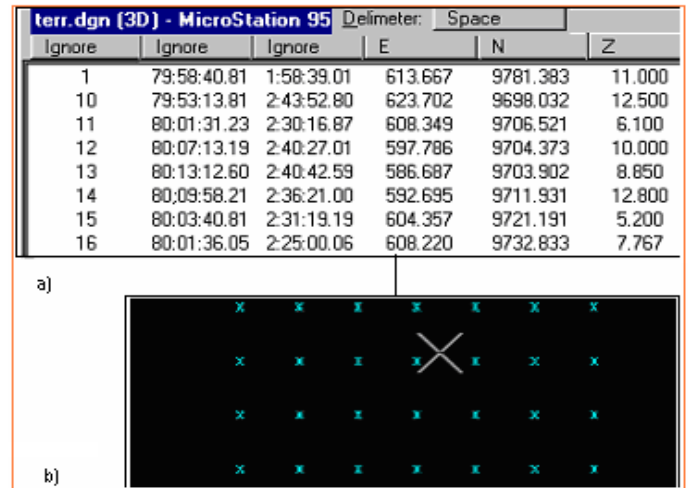 terr.dgn (3D) - MicroStation 95 Delimeter: Space
Ignore Ignore Ignore E N Z
1 79:58:40.81 1:58:39.01 613.667 9781.383 11.000
10 79:53:13.81 2:43:52.80 623.702 9698.032 12.500
11 80:01:31.23 2:30:16.87 608.349 9706.521 6.100
12 80:07:13.19 2:40:27.01 597.786 9704.373 10.000
13 80:13:12.60 2:40:42.59 586.687 9703.902 8.850
14 80;09:58.21 2:36:21.00 592.695 9711.931 12.800
15 80:03:40.81 2:31:19.19 604.357 9721.191 5.200
16 80:01:36.05 2:25:00.06 608.220 9732.833 7.767
a)
b)